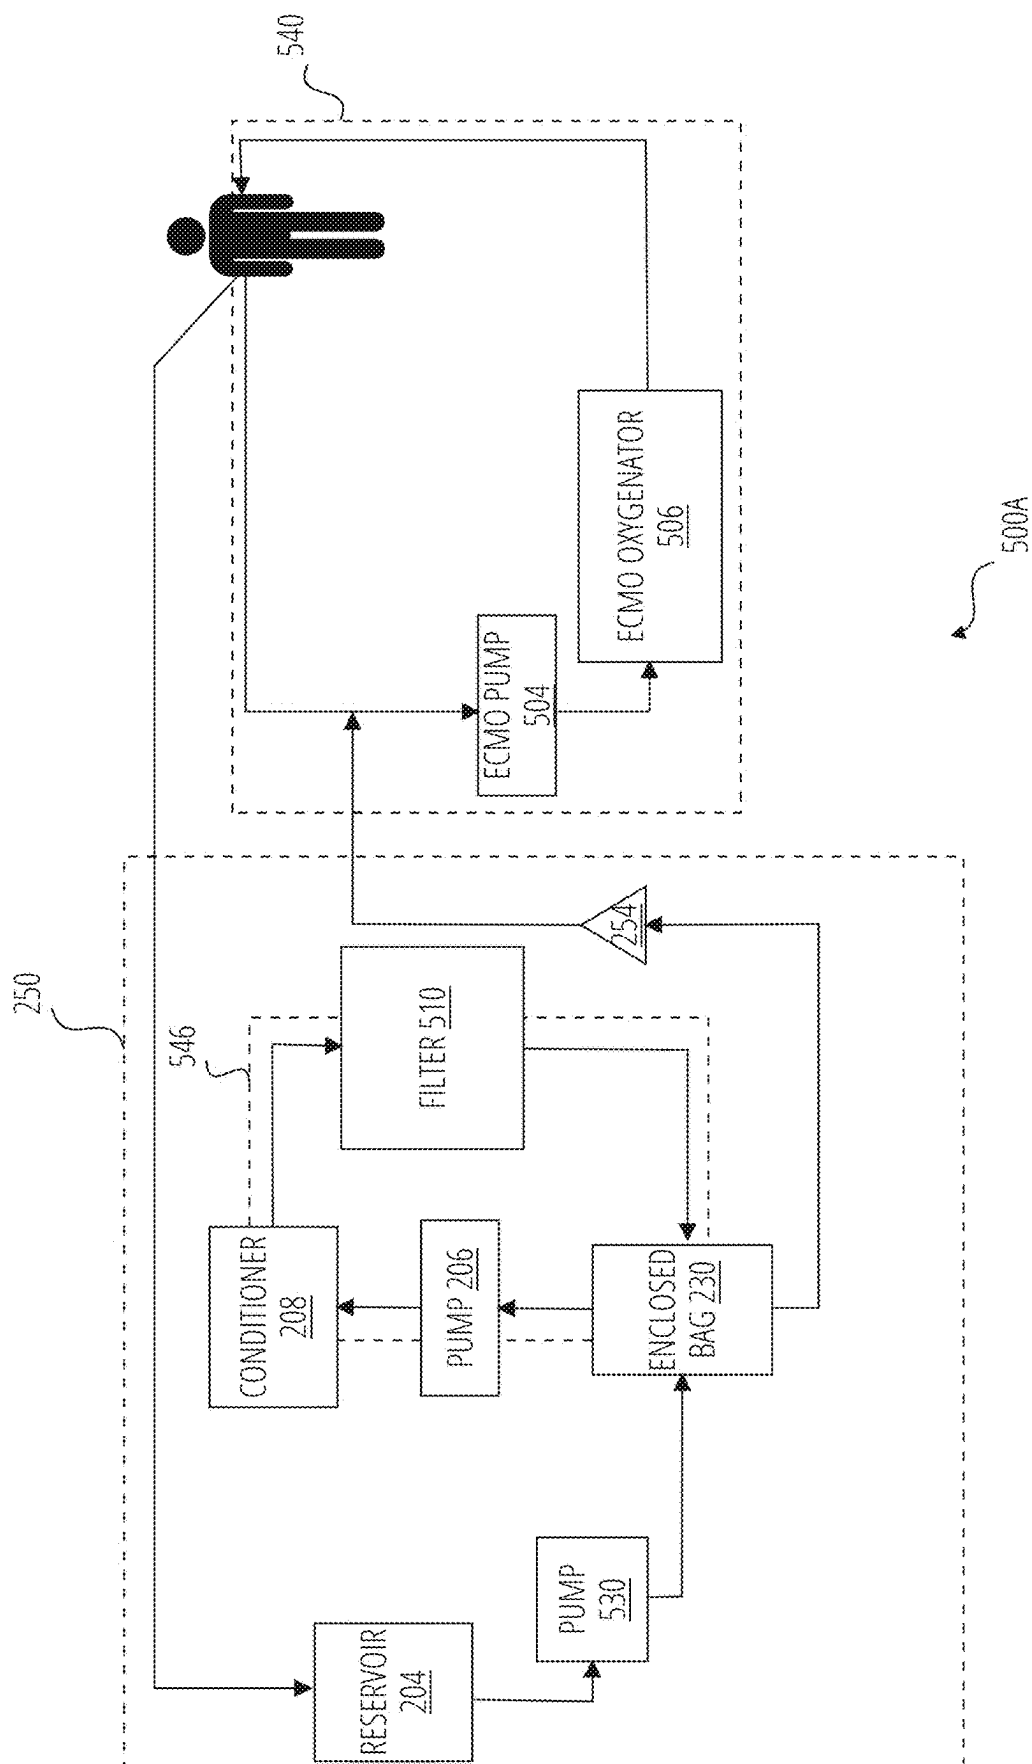 540
250
546
CONDITIONER
208
FILTER 510
PUMP 206
254
ENCLOSED
BAG 230
RESERVOIR
204
PUMP
530
ECMO PUMP
504
ECMO OXYGENATOR
506
500A